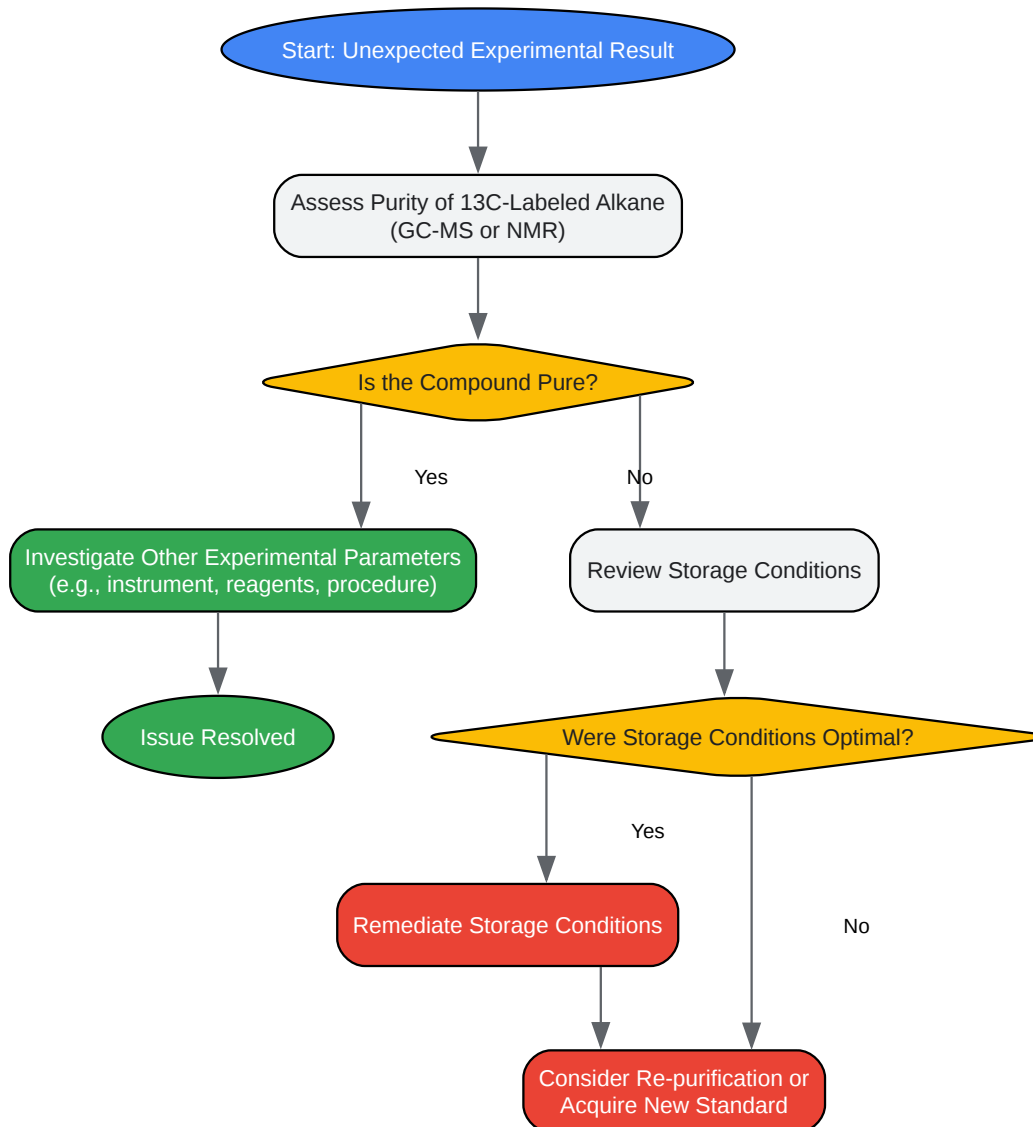 Start: Unexpected Experimental Result
Assess Purity of 13C-Labeled Alkane
(GC-MS or NMR)
Is the Compound Pure?
Yes
No
Investigate Other Experimental Parameters
(e.g., instrument, reagents, procedure)
Review Storage Conditions
Issue Resolved
Were Storage Conditions Optimal?
Yes
Remediate Storage Conditions
No
Consider Re-purification or
Acquire New Standard